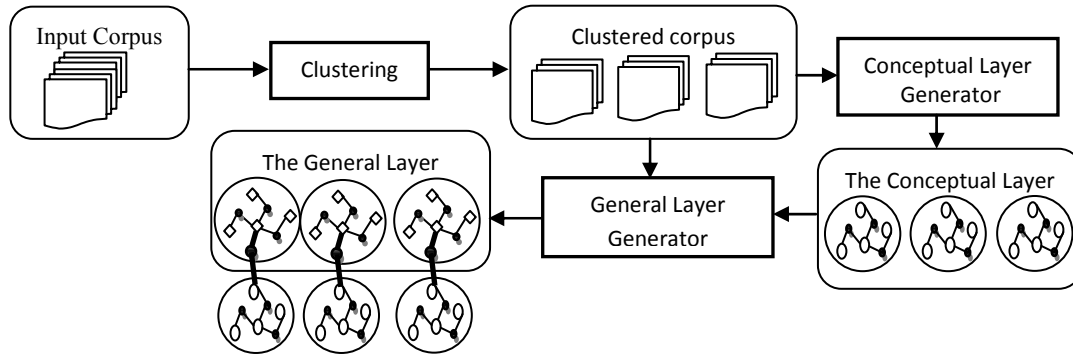 Input Corpus
Clustering
Clustered corpus
Conceptual Layer
Generator
The General Layer
General Layer
Generator
The Conceptual Layer